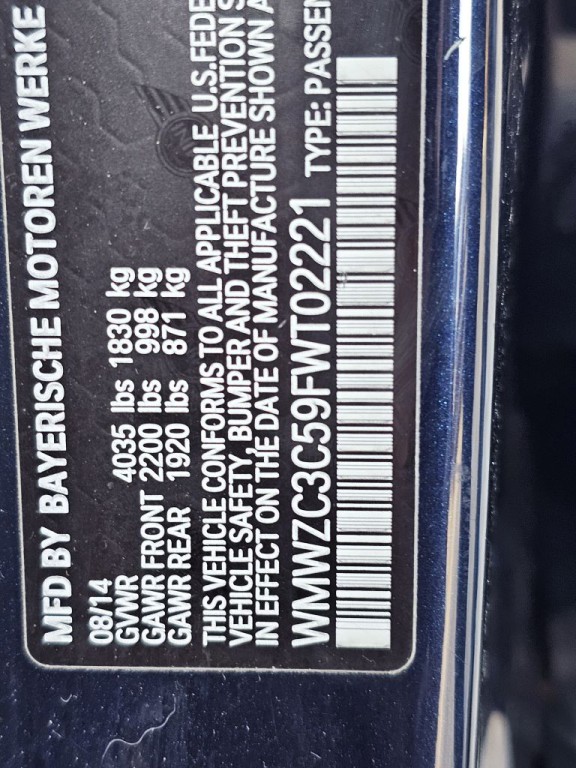 MFD BY BAYERISCHE MOTOREN WERKE
08/14
GVWR 4035 lbs 1830 kg
GAWR FRONT 2200 lbs 998 kg
GAWR REAR 1920 lbs 871 kg
THIS VEHICLE CONFORMS TO ALL APPLICABLE U.S.FEDE
VEHICLE SAFETY, BUMPER AND THEFT PREVENTION S
IN EFFECT ON THE DATE OF MANUFACTURE SHOWN A
WMWZC3C59FWT02221 TYPE: PASSEN